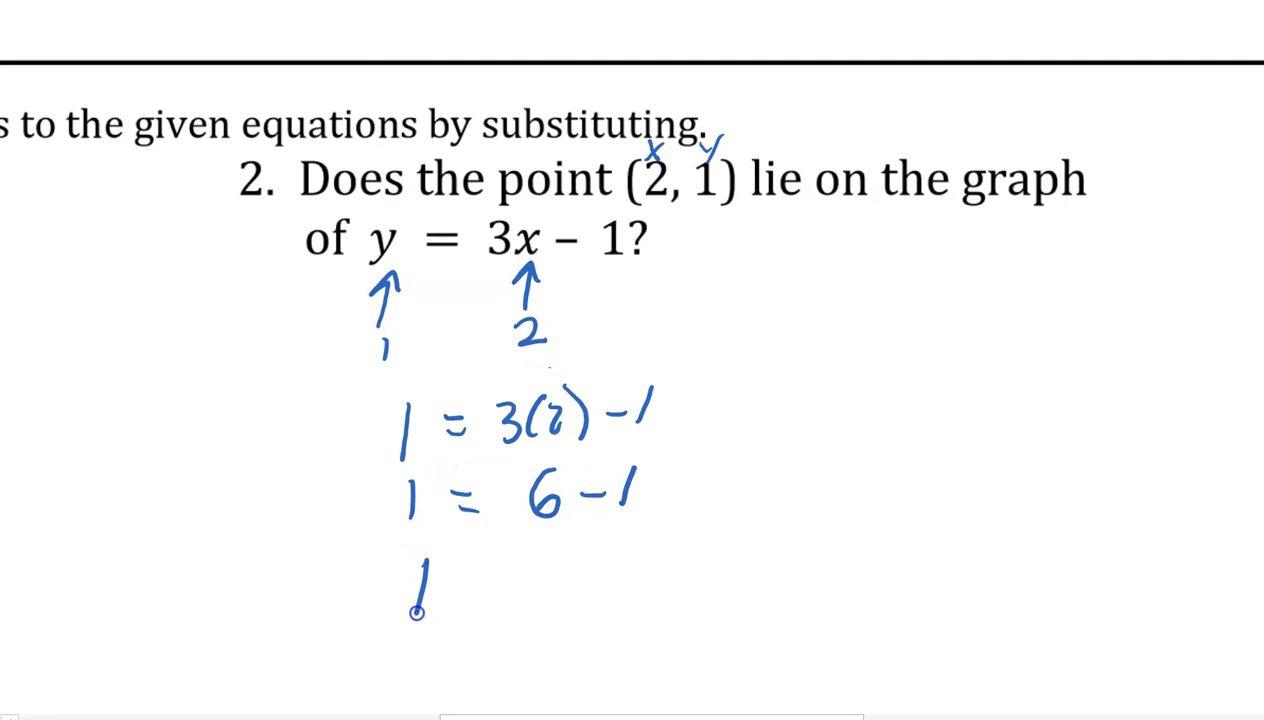 s to the given equations by substituting.
x y
2. Does the point (2, 1) lie on the graph
of y = 3x – 1?
1 2
1 = 3(2) - 1
1 = 6 - 1
1